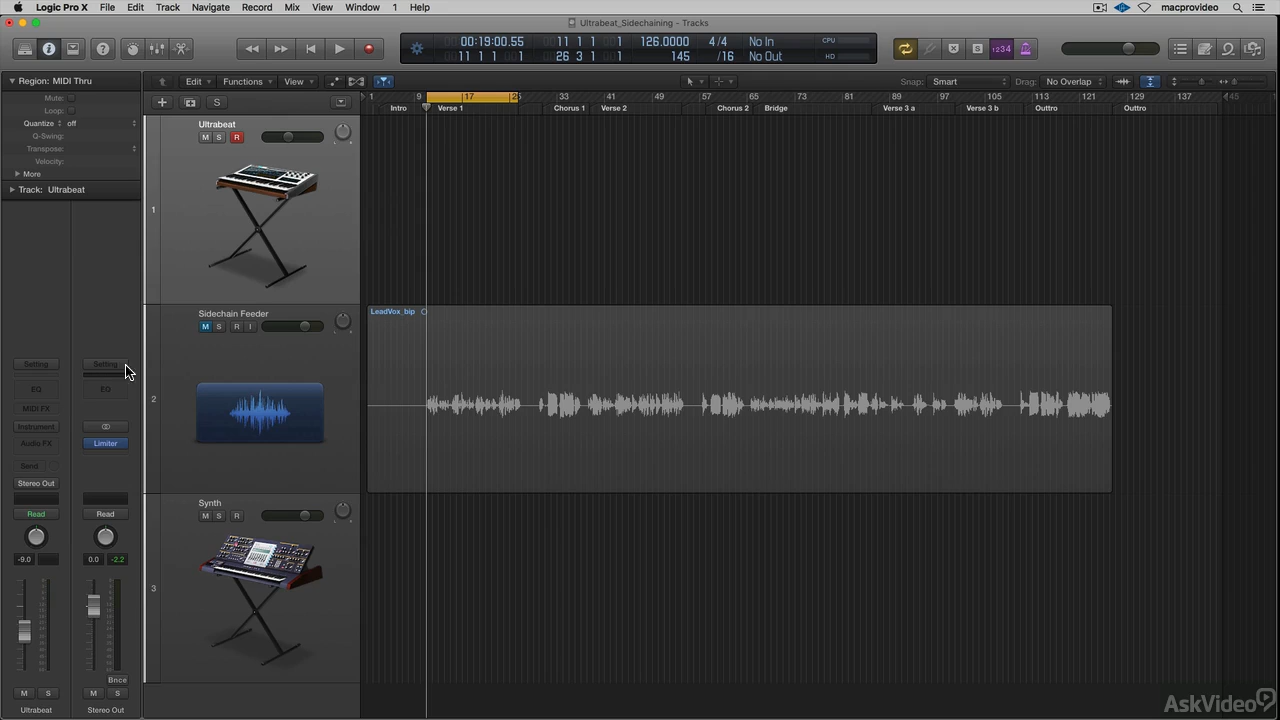 Logic Pro X File Edit Track Navigate Record Mix View Window 1 Help macprovideo
Ultrabeat_Sidechaining - Tracks
00:19:00.55 11 1 1 1 126.0000 4/4 No In CPU
11 1 1 1 26 3 1 1 145 /16 No Out HD
1234
Region: MIDI Thru
Edit Functions View Snap: Smart Drag: No Overlap
Mute:
Loop:
Quantize off
Q-Swing:
Transpose:
Velocity:
More
Track: Ultrabeat
S
1 9 17 25 33 41 49 57 65 73 81 89 97 105 113 121 129 137 45
Intro Verse 1 Chorus 1 Verse 2 Chorus 2 Bridge Verse 3 a Verse 3 b Outtro Outtro
Ultrabeat
M S R
1
Sidechain Feeder
M S R I
LeadVox_bip
2
Synth
M S R
3
Setting Setting
EQ EQ
MIDI FX
Instrument
Audio FX Limiter
Send
Stereo Out
Read Read
-9.0 0.0 -2.2
Bnce
M S M S
Ultrabeat Stereo Out
AskVideo